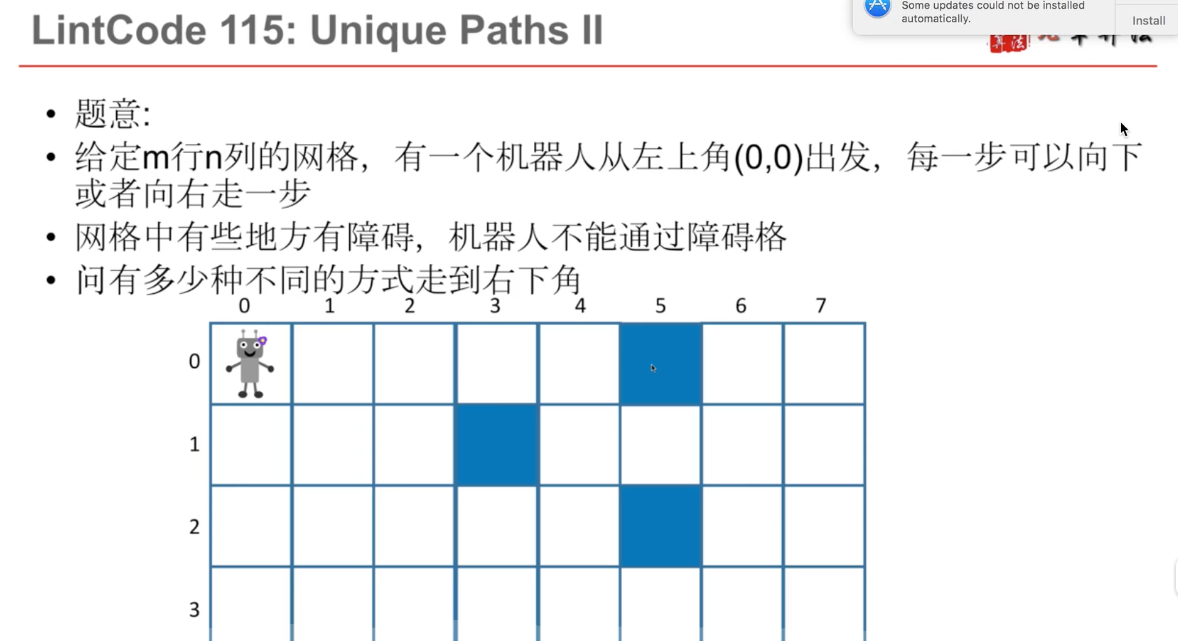 LintCode 115: Unique Paths II
Some updates could not be installed
automatically.
Install
• 题意:
• 给定m行n列的网格，有一个机器人从左上角(0,0)出发，每一步可以向下
或者向右走一步
• 网格中有些地方有障碍，机器人不能通过障碍格
• 问有多少种不同的方式走到右下角
0 1 2 3 4 5 6 7
0
1
2
3